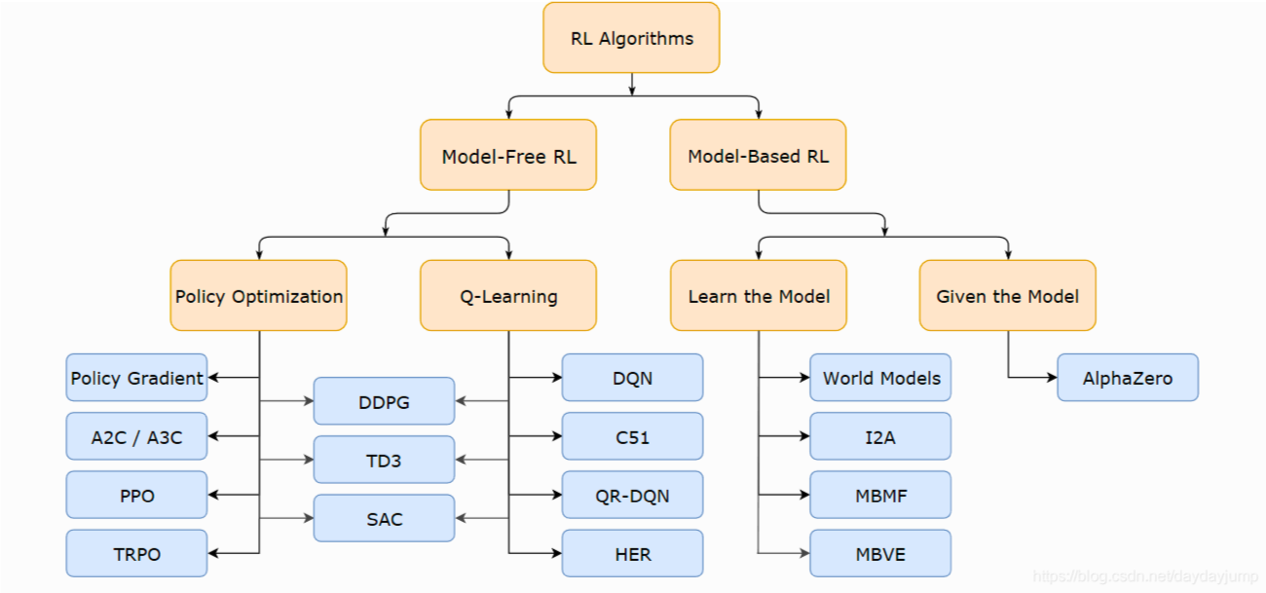 RL Algorithms
Model-Free RL
Model-Based RL
Policy Optimization
Q-Learning
Learn the Model
Given the Model
Policy Gradient
DDPG
DQN
World Models
AlphaZero
A2C / A3C
TD3
C51
I2A
PPO
SAC
QR-DQN
MBMF
TRPO
HER
MBVE
https://blog.csdn.net/daydayjump